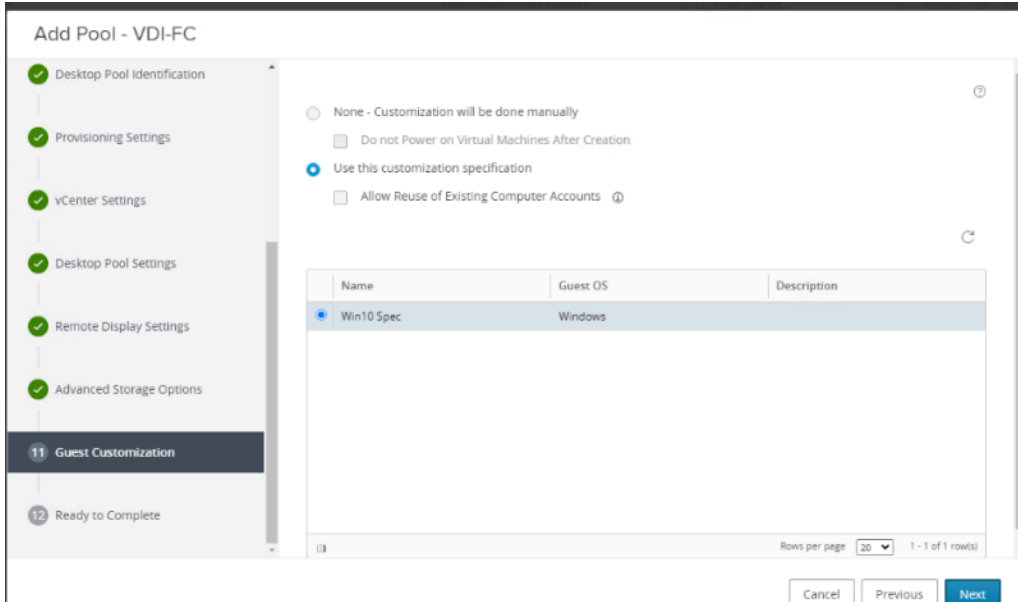 Add Pool - VDI-FC
Desktop Pool Identification
Provisioning Settings
vCenter Settings
Desktop Pool Settings
Remote Display Settings
Advanced Storage Options
11 Guest Customization
12 Ready to Complete
None - Customization will be done manually
Do not Power on Virtual Machines After Creation
Use this customization specification
Allow Reuse of Existing Computer Accounts
Name Guest OS Description
Win10 Spec Windows
Rows per page 20 1 - 1 of 1 row(s)
Cancel Previous Next